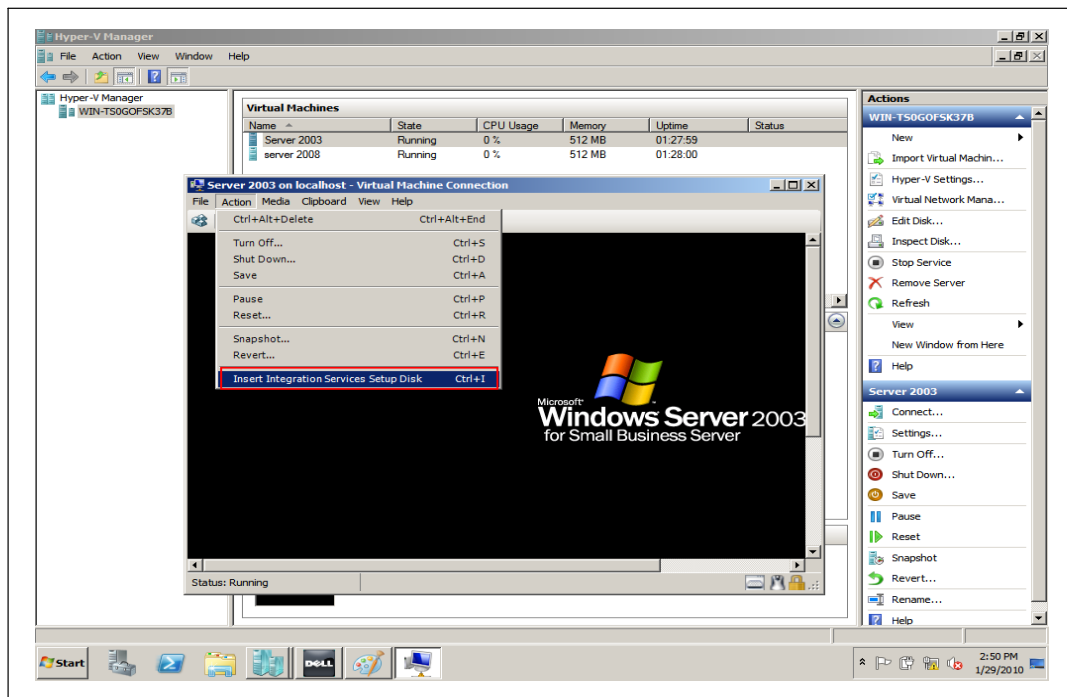 Hyper-V Manager
File Action View Window Help
Hyper-V Manager
WIN-TS0GOFSK37B
Virtual Machines
Name State CPU Usage Memory Uptime Status
Server 2003 Running 0 % 512 MB 01:27:59
server 2008 Running 0 % 512 MB 01:28:00
Server 2003 on localhost - Virtual Machine Connection
File Action Media Clipboard View Help
Ctrl+Alt+Delete Ctrl+Alt+End
Turn Off... Ctrl+S
Shut Down... Ctrl+D
Save Ctrl+A
Pause Ctrl+P
Reset... Ctrl+R
Snapshot... Ctrl+N
Revert... Ctrl+E
Insert Integration Services Setup Disk Ctrl+I
Microsoft
Windows Server 2003
for Small Business Server
Status: Running
Actions
WIN-TS0GOFSK37B
New
Import Virtual Machin...
Hyper-V Settings...
Virtual Network Mana...
Edit Disk...
Inspect Disk...
Stop Service
Remove Server
Refresh
View
New Window from Here
Help
Server 2003
Connect...
Settings...
Turn Off...
Shut Down...
Save
Pause
Reset
Snapshot
Revert...
Rename...
Help
Start
DELL
2:50 PM
1/29/2010